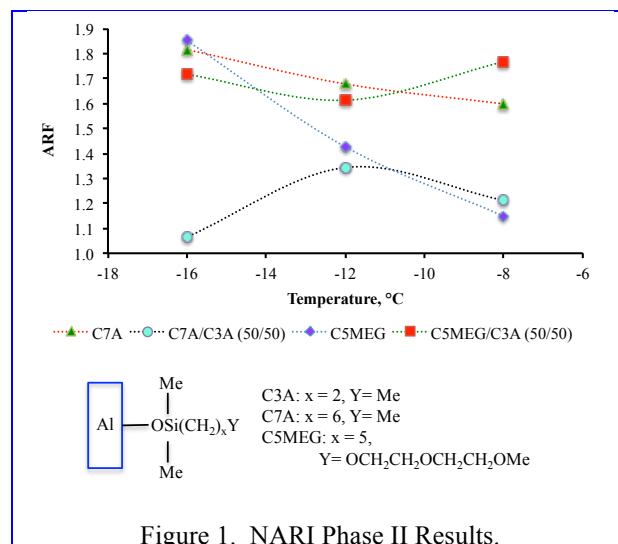 1.9
1.8
1.7
1.6
1.5
1.4
1.3
1.2
1.1
1.0
ARF
-18 -16 -14 -12 -10 -8 -6
Temperature, °C
C7A C7A/C3A (50/50) C5MEG C5MEG/C3A (50/50)
Me
Al OSi(CH2)xY
Me
C3A: x = 2, Y= Me
C7A: x = 6, Y= Me
C5MEG: x = 5,
Y= OCH2CH2OCH2CH2OMe
Figure 1. NARI Phase II Results.